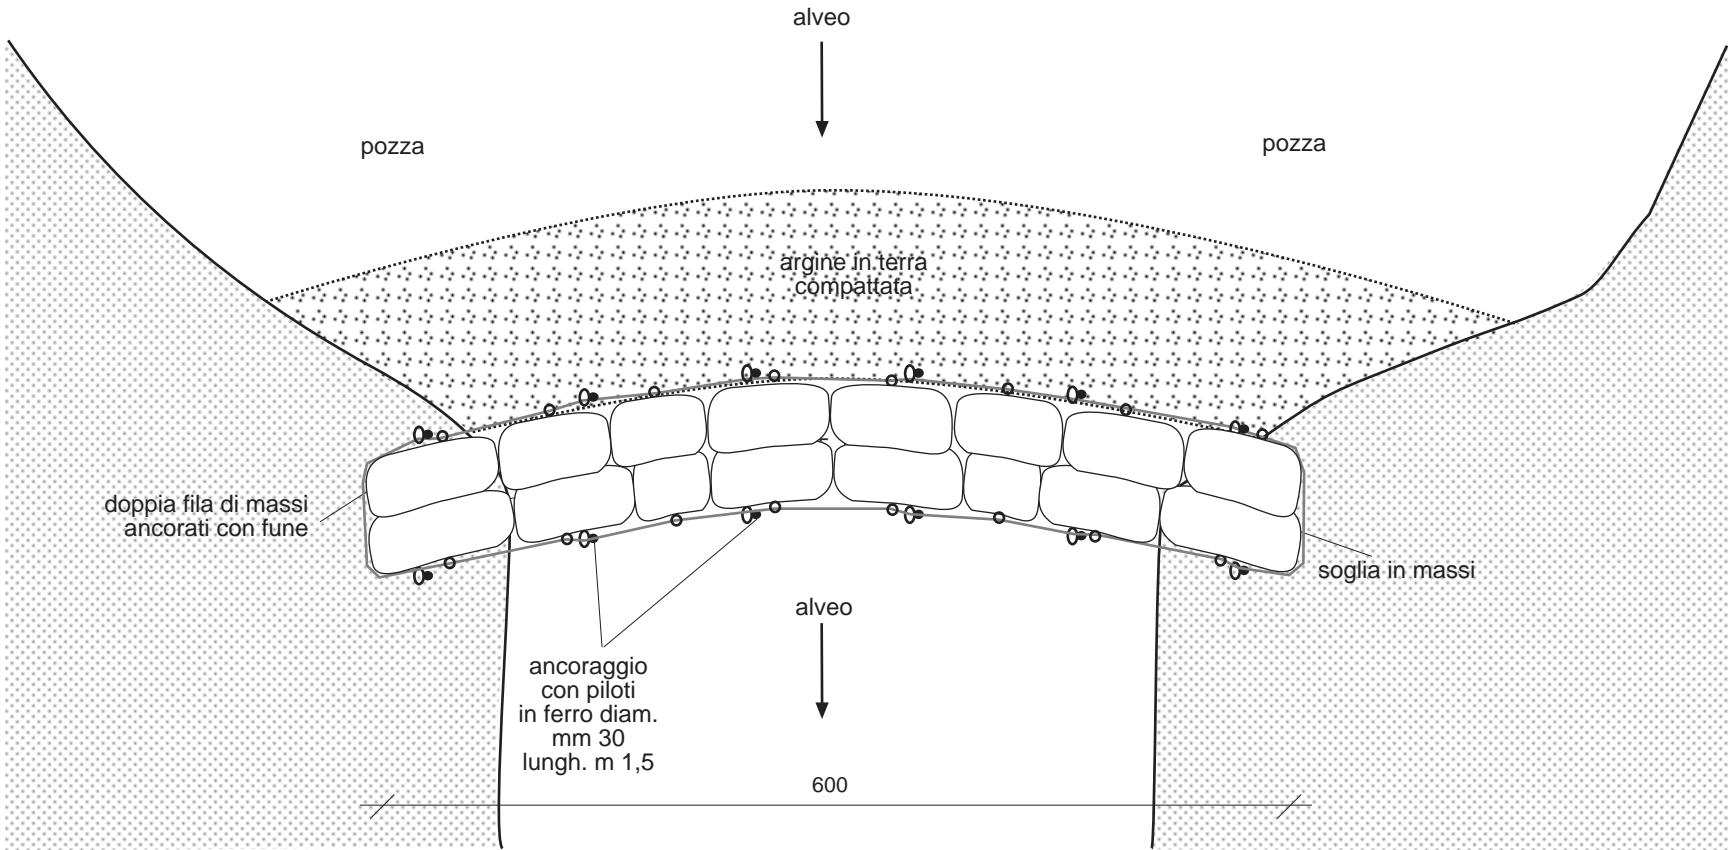 alveo
pozza
pozza
argine in terra
compattata
doppia fila di massi
ancorati con fune
soglia in massi
alveo
ancoraggio
con piloti
in ferro diam.
mm 30
lungh. m 1,5
600